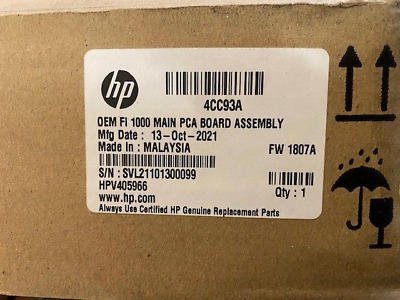 hp
4CC93A
OEM FI 1000 MAIN PCA BOARD ASSEMBLY
Mfg Date : 13-Oct-2021
Made In : MALAYSIA FW 1807A
S/N : SVL21101300099
HPV405966
www.hp.com Qty : 1
Always Use Certified HP Genuine Replacement Parts